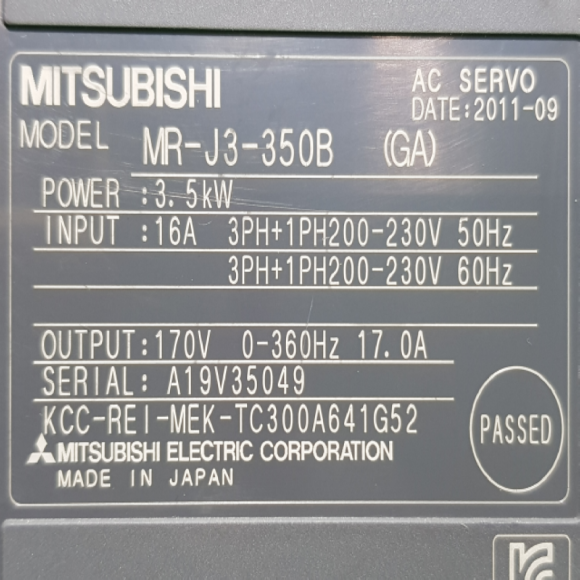 MITSUBISHI
AC SERVO
DATE:2011-09
MODEL MR-J3-350B (GA)
POWER :3.5kW
INPUT :16A 3PH+1PH200-230V 50Hz
3PH+1PH200-230V 60Hz
OUTPUT:170V 0-360Hz 17.0A
SERIAL: A19V35049
KCC-REI-MEK-TC300A641G52
MITSUBISHI ELECTRIC CORPORATION
MADE IN JAPAN
PASSED